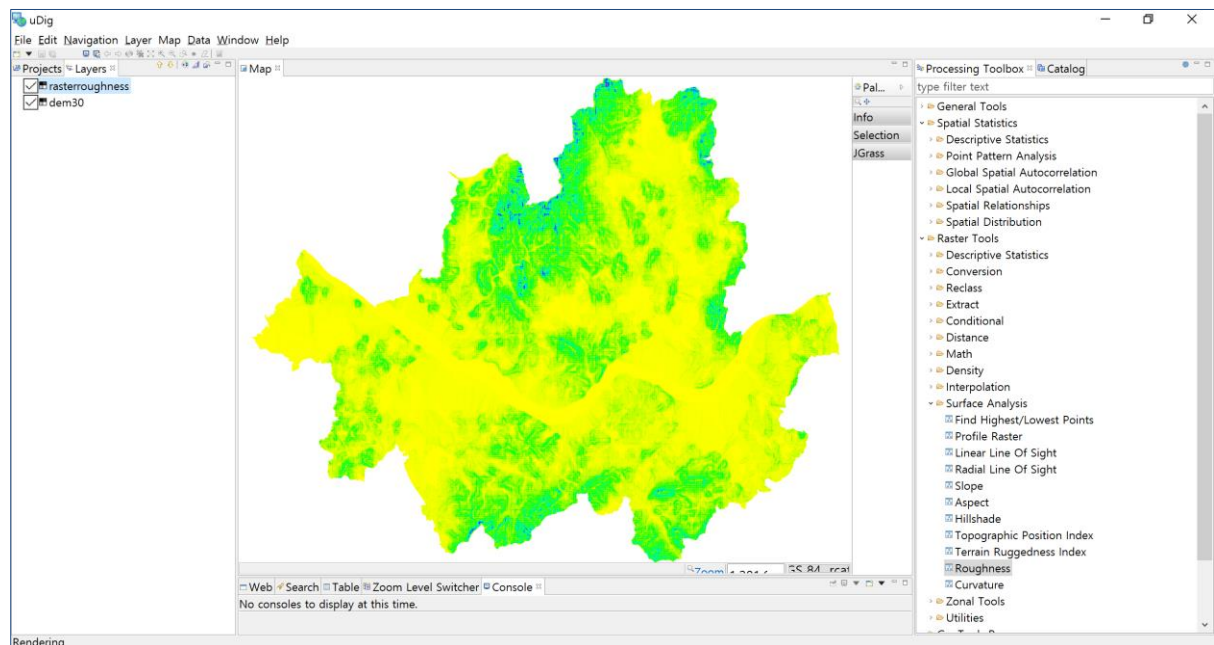 uDig
File Edit Navigation Layer Map Data Window Help
Projects Layers
rasterroughness
dem30
Map
Pal...
Info
Selection
JGrass
Zoom
Web Search Table Zoom Level Switcher Console
No consoles to display at this time.
Processing Toolbox Catalog
type filter text
General Tools
Spatial Statistics
Descriptive Statistics
Point Pattern Analysis
Global Spatial Autocorrelation
Local Spatial Autocorrelation
Spatial Relationships
Spatial Distribution
Raster Tools
Descriptive Statistics
Conversion
Reclass
Extract
Conditional
Distance
Math
Density
Interpolation
Surface Analysis
Find Highest/Lowest Points
Profile Raster
Linear Line Of Sight
Radial Line Of Sight
Slope
Aspect
Hillshade
Topographic Position Index
Terrain Ruggedness Index
Roughness
Curvature
Zonal Tools
Utilities
Rendering